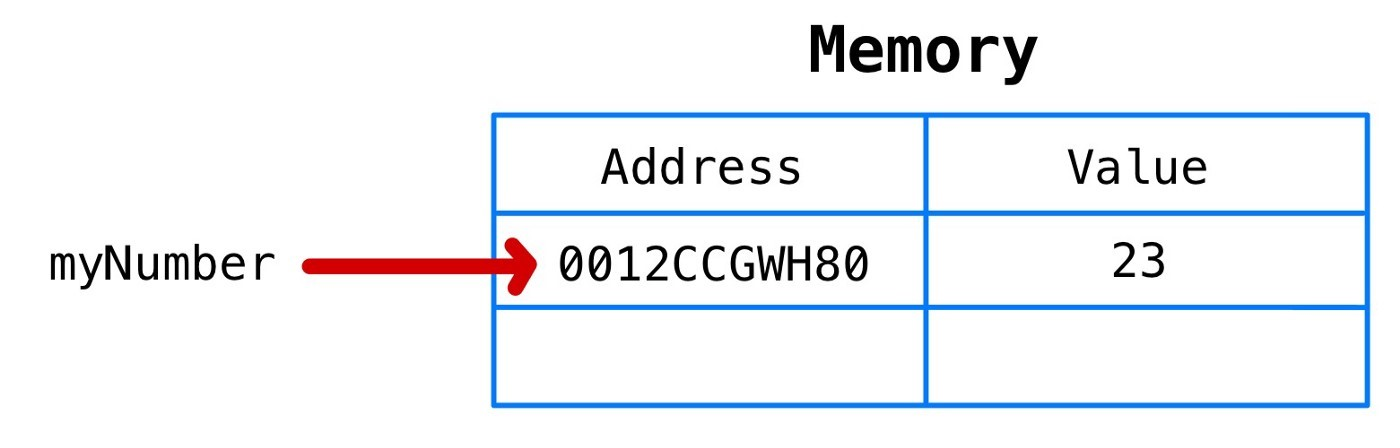 Memory
Address Value
myNumber 0012CCGWH80 23